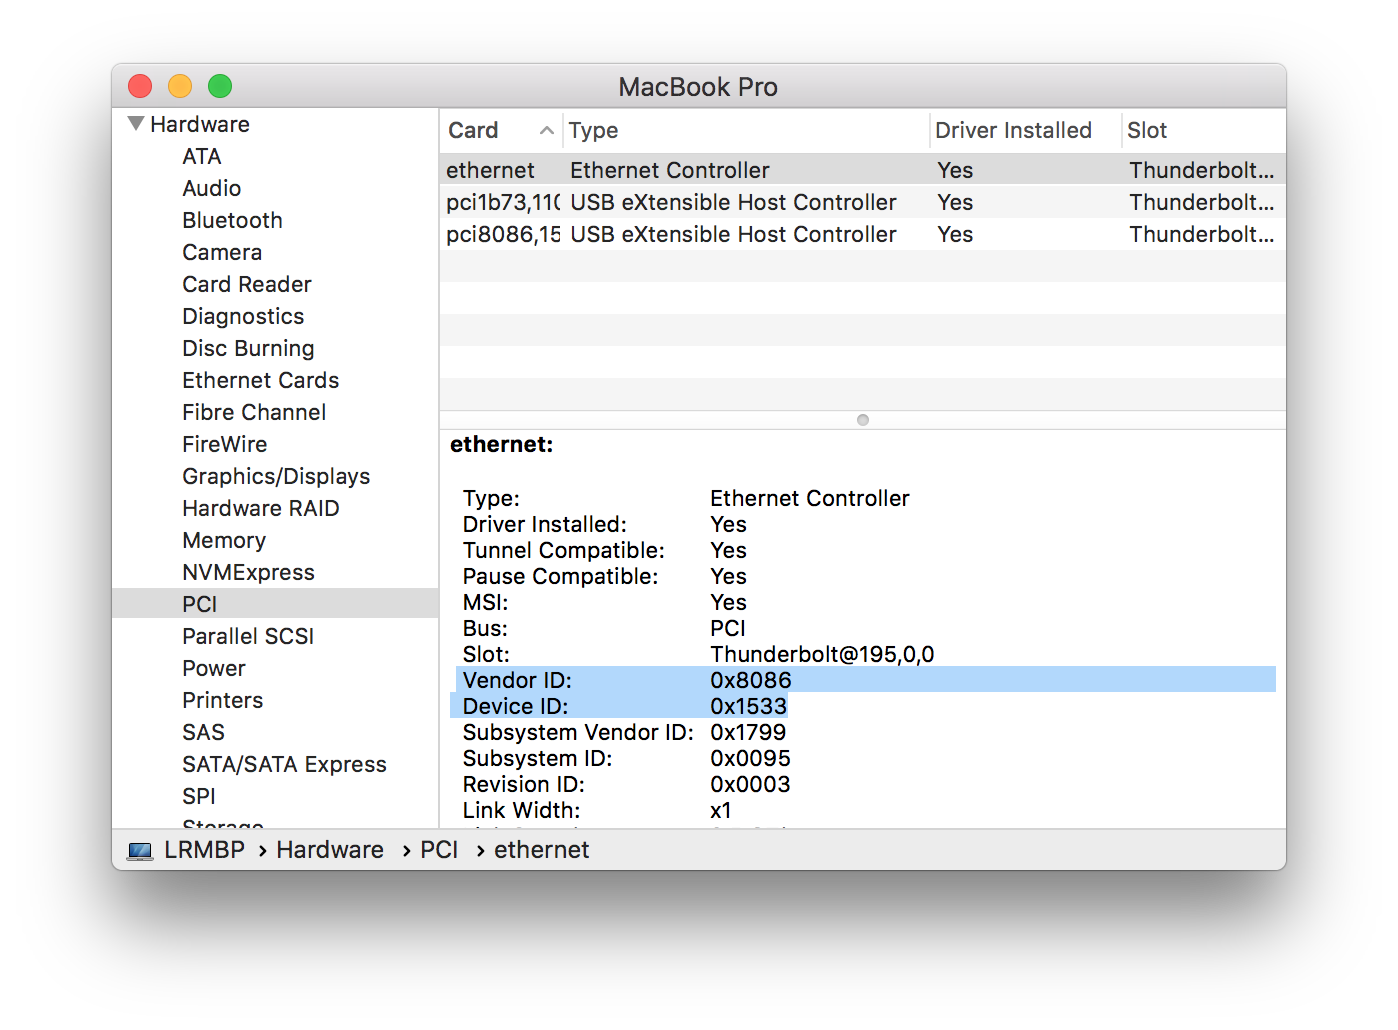 MacBook Pro
Hardware
ATA
Audio
Bluetooth
Camera
Card Reader
Diagnostics
Disc Burning
Ethernet Cards
Fibre Channel
FireWire
Graphics/Displays
Hardware RAID
Memory
NVMExpress
PCI
Parallel SCSI
Power
Printers
SAS
SATA/SATA Express
SPI
Storage
Card Type Driver Installed Slot
ethernet Ethernet Controller Yes Thunderbolt...
pci1b73,110 USB eXtensible Host Controller Yes Thunderbolt...
pci8086,15 USB eXtensible Host Controller Yes Thunderbolt...
ethernet:
Type: Ethernet Controller
Driver Installed: Yes
Tunnel Compatible: Yes
Pause Compatible: Yes
MSI: Yes
Bus: PCI
Slot: Thunderbolt@195,0,0
Vendor ID: 0x8086
Device ID: 0x1533
Subsystem Vendor ID: 0x1799
Subsystem ID: 0x0095
Revision ID: 0x0003
Link Width: x1
LRMBP › Hardware › PCI › ethernet